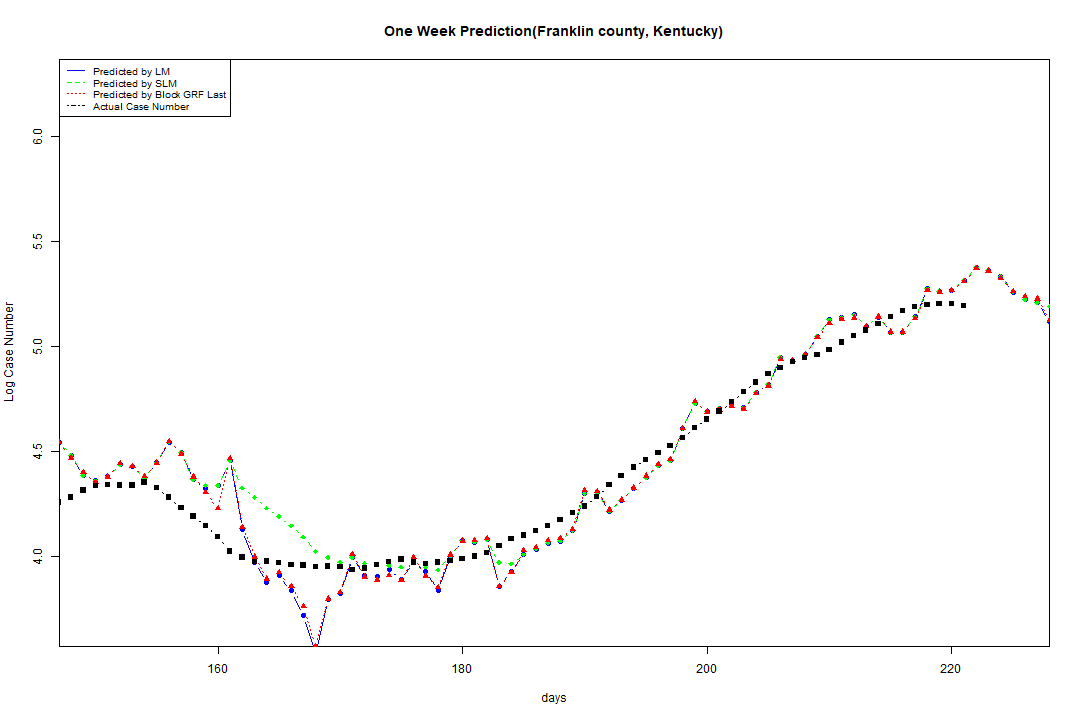 One Week Prediction(Franklin county, Kentucky)
Predicted by LM
Predicted by SLM
Predicted by Block GRF Last
Actual Case Number
6.0
5.5
5.0
4.5
4.0
Log Case Number
160 180 200 220
days